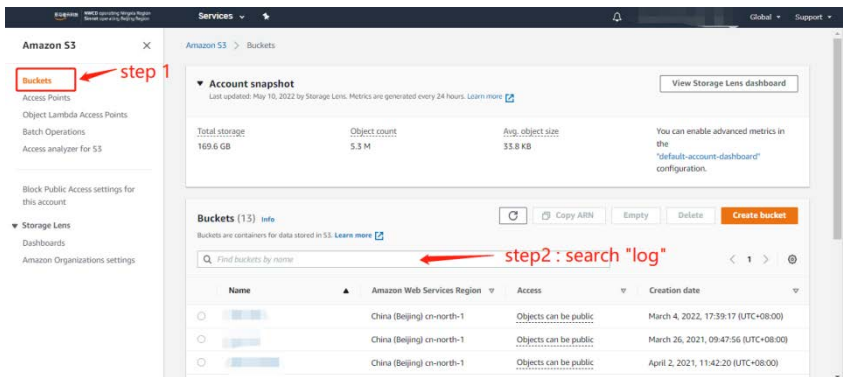 NWCD operating Ningxia Region
Sinnet operating Beijing Region
Services
Global
Support
Amazon S3
Amazon S3 > Buckets
Buckets
step 1
Access Points
Object Lambda Access Points
Batch Operations
Access analyzer for S3
Block Public Access settings for
this account
Storage Lens
Dashboards
Amazon Organizations settings
Account snapshot
Last updated: May 10, 2022 by Storage Lens. Metrics are generated every 24 hours. Learn more
View Storage Lens dashboard
Total storage
169.6 GB
Object count
5.3 M
Avg. object size
33.8 KB
You can enable advanced metrics in
the
"default-account-dashboard"
configuration.
Buckets (13) Info
Buckets are containers for data stored in S3. Learn more
Copy ARN
Empty
Delete
Create bucket
Find buckets by name
step2 : search "log"
< 1 >
Name Amazon Web Services Region Access Creation date
China (Beijing) cn-north-1 Objects can be public March 4, 2022, 17:39:17 (UTC+08:00)
China (Beijing) cn-north-1 Objects can be public March 26, 2021, 09:47:56 (UTC+08:00)
China (Beijing) cn-north-1 Objects can be public April 2, 2021, 11:42:20 (UTC+08:00)